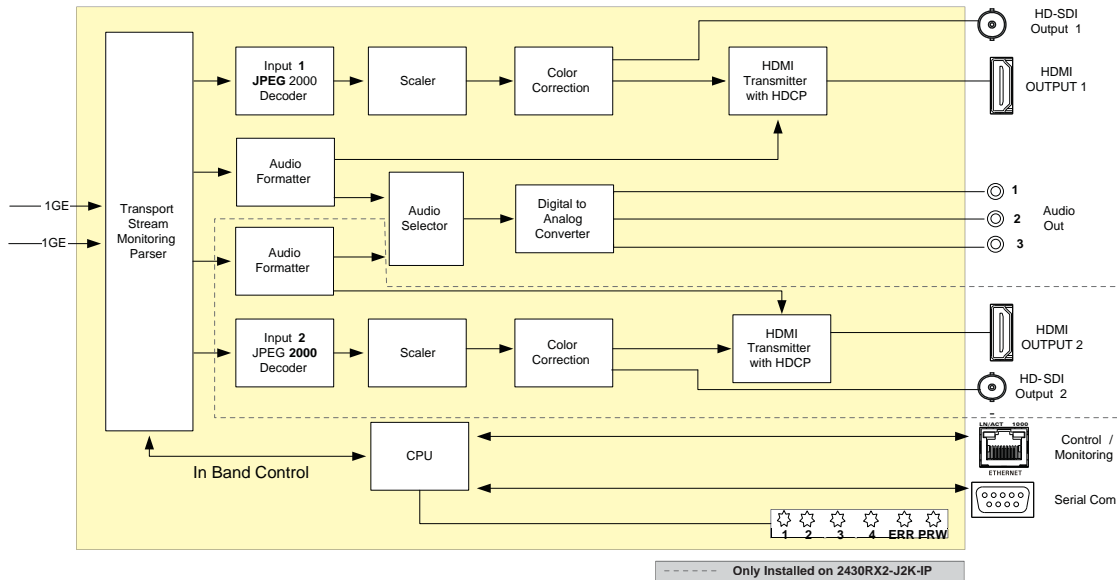 HD-SDI
Output 1
Input 1
JPEG 2000
Decoder
Scaler
Color
Correction
HDMI
Transmitter
with HDCP
HDMI
OUTPUT 1
Audio
Formatter
1GE
1GE
Transport
Stream
Monitoring
Parser
Audio
Selector
Digital to
Analog
Converter
1
2
3
Audio
Out
Audio
Formatter
Input 2
JPEG 2000
Decoder
Scaler
Color
Correction
HDMI
Transmitter
with HDCP
HDMI
OUTPUT 2
HD-SDI
Output 2
-
CPU
In Band Control
LN/ACT 1000
ETHERNET
Control /
Monitoring
Serial Com
1 2 3 4 ERR PRW
Only Installed on 2430RX2-J2K-IP